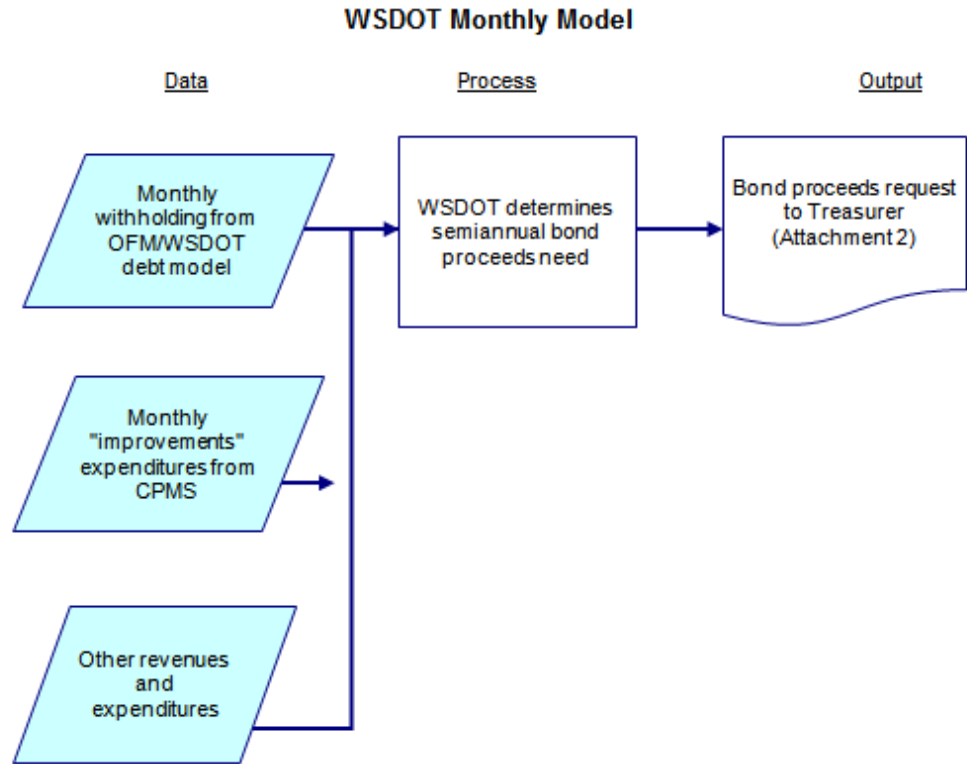 WSDOT Monthly Model
Data
Process
Output
Monthly
withholding from
OFM/WSDOT
debt model
WSDOT determines
semiannual bond
proceeds need
Bond proceeds request
to Treasurer
(Attachment 2)
Monthly
"improvements"
expenditures from
CPMS
Other revenues
and
expenditures